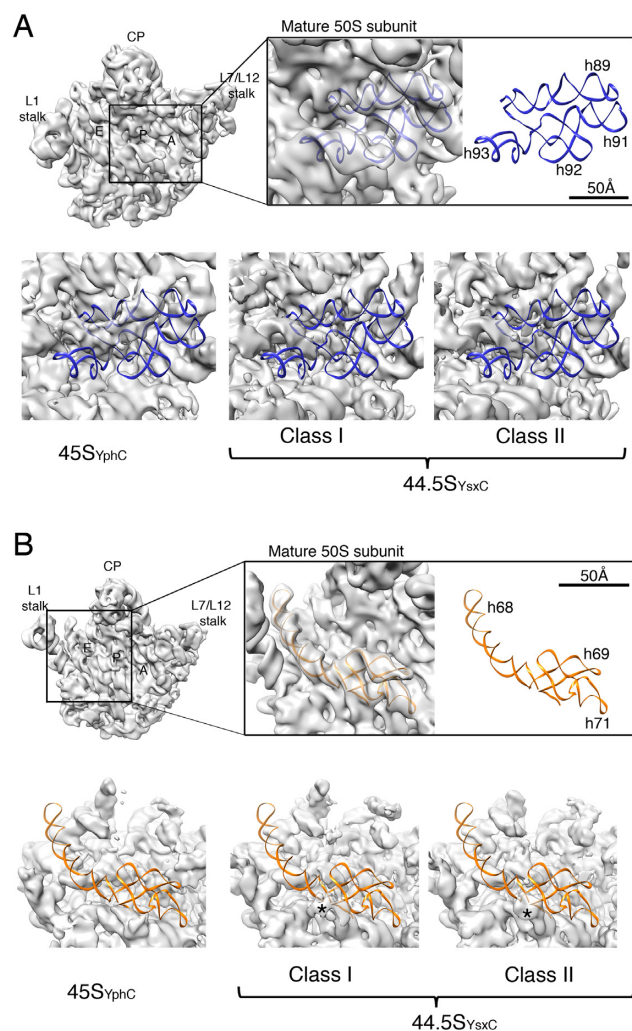 A
Mature 50S subunit
CP
L1
stalk
L7/L12
stalk
E
P
A
h89
h91
h93
h92
50Å
45SYphC
Class I
Class II
44.5SYsxC
B
Mature 50S subunit
CP
L1
stalk
L7/L12
stalk
E
P
A
50Å
h68
h69
h71
*
*
45SYphC
Class I
Class II
44.5SYsxC